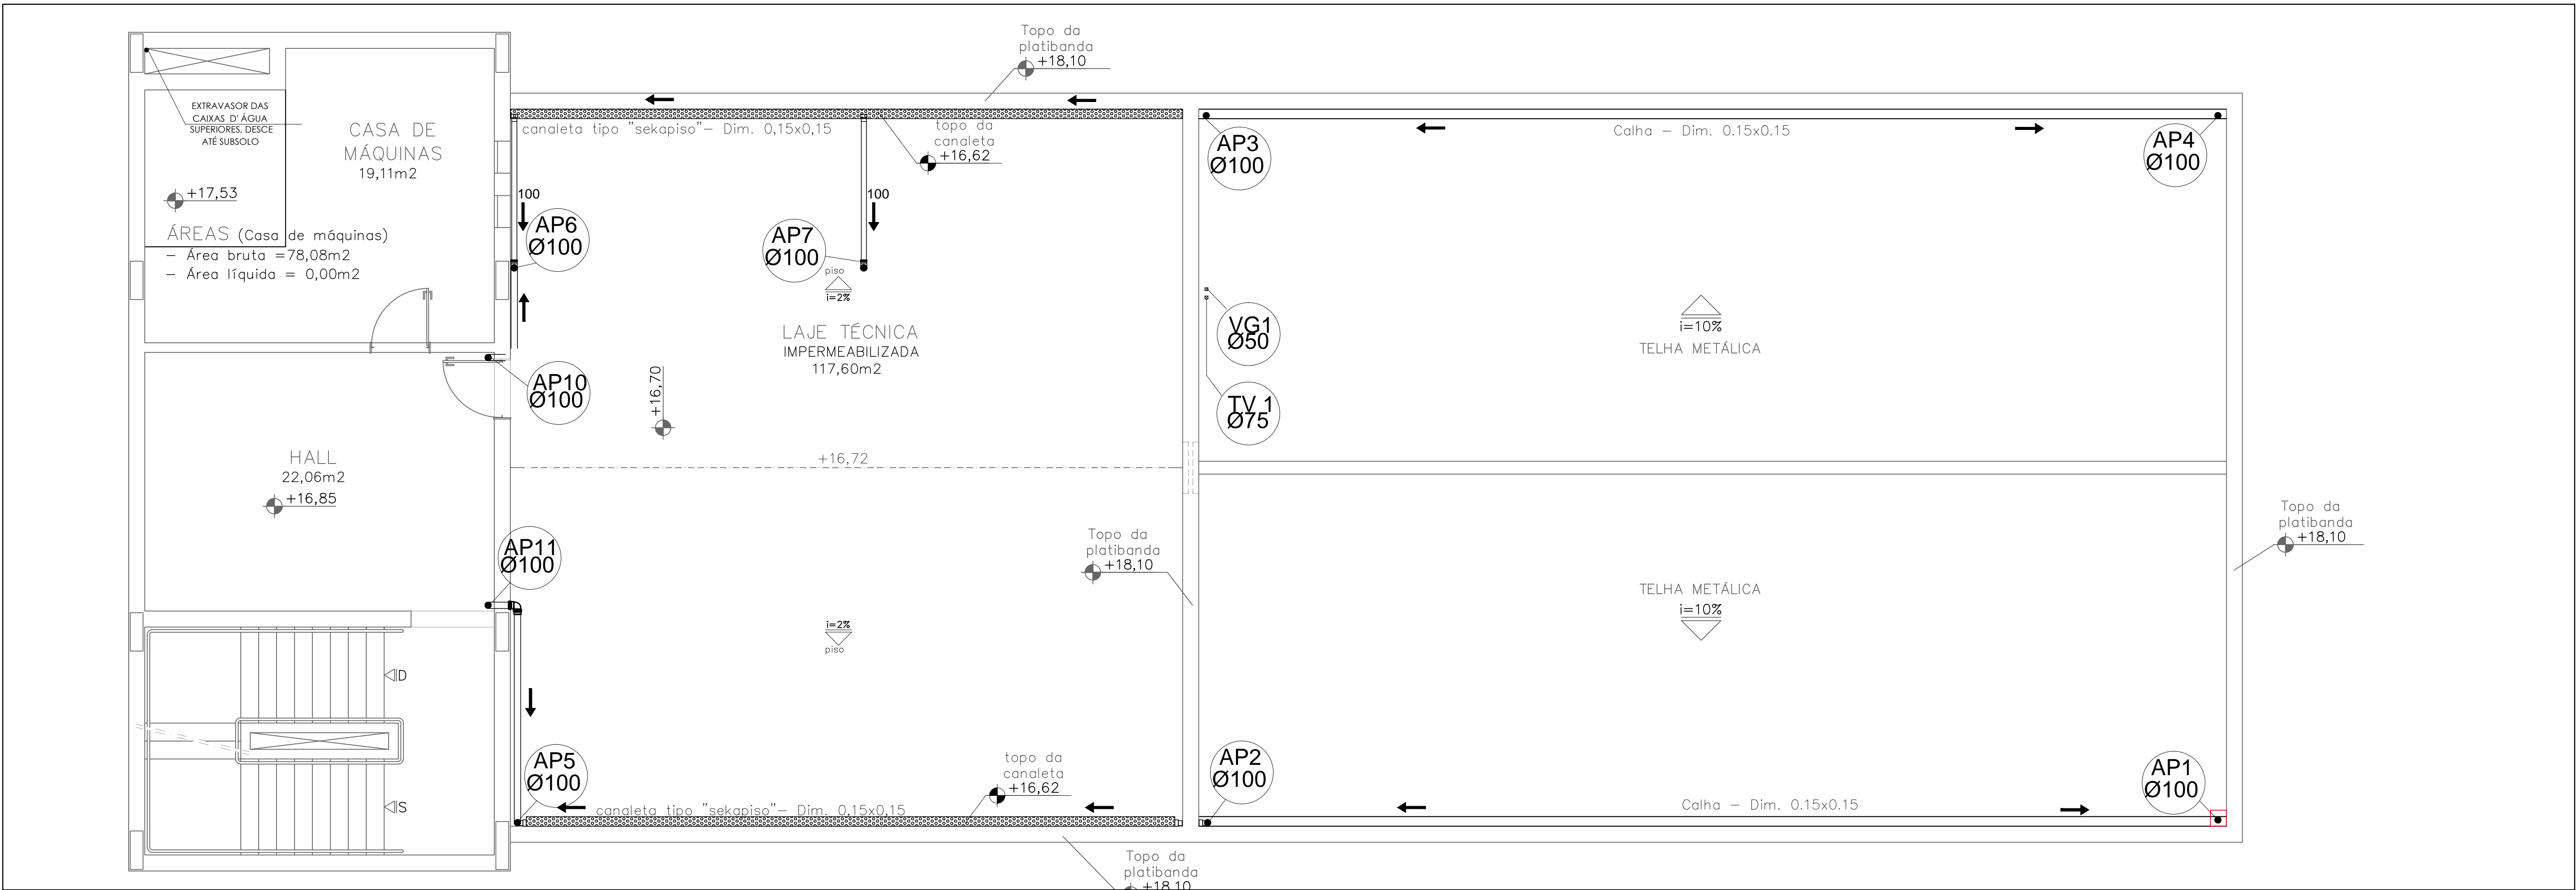 Topo da
platibanda
+18,10
EXTRAVASOR DAS
CAIXAS D' ÁGUA
SUPERIORES, DESCE
ATÉ SUBSOLO
CASA DE
MÁQUINAS
19,11m2
+17,53
ÁREAS (Casa de máquinas)
- Área bruta =78,08m2
- Área líquida = 0,00m2
canaleta tipo "sekapiso"- Dim. 0,15x0,15
topo da
canaleta
+16,62
Calha - Dim. 0.15x0.15
AP3
Ø100
AP4
Ø100
100
100
AP6
Ø100
AP7
Ø100
piso
i=2%
LAJE TÉCNICA
IMPERMEABILIZADA
117,60m2
VG1
Ø50
TV 1
Ø75
i=10%
TELHA METÁLICA
AP10
Ø100
+16,70
+16,72
HALL
22,06m2
+16,85
AP11
Ø100
Topo da
platibanda
+18,10
Topo da
platibanda
+18,10
TELHA METÁLICA
i=10%
i=2%
piso
D
S
AP5
Ø100
topo da
canaleta
+16,62
canaleta tipo "sekapiso"- Dim. 0,15x0,15
AP2
Ø100
Calha - Dim. 0.15x0.15
AP1
Ø100
Topo da
platibanda
+18,10